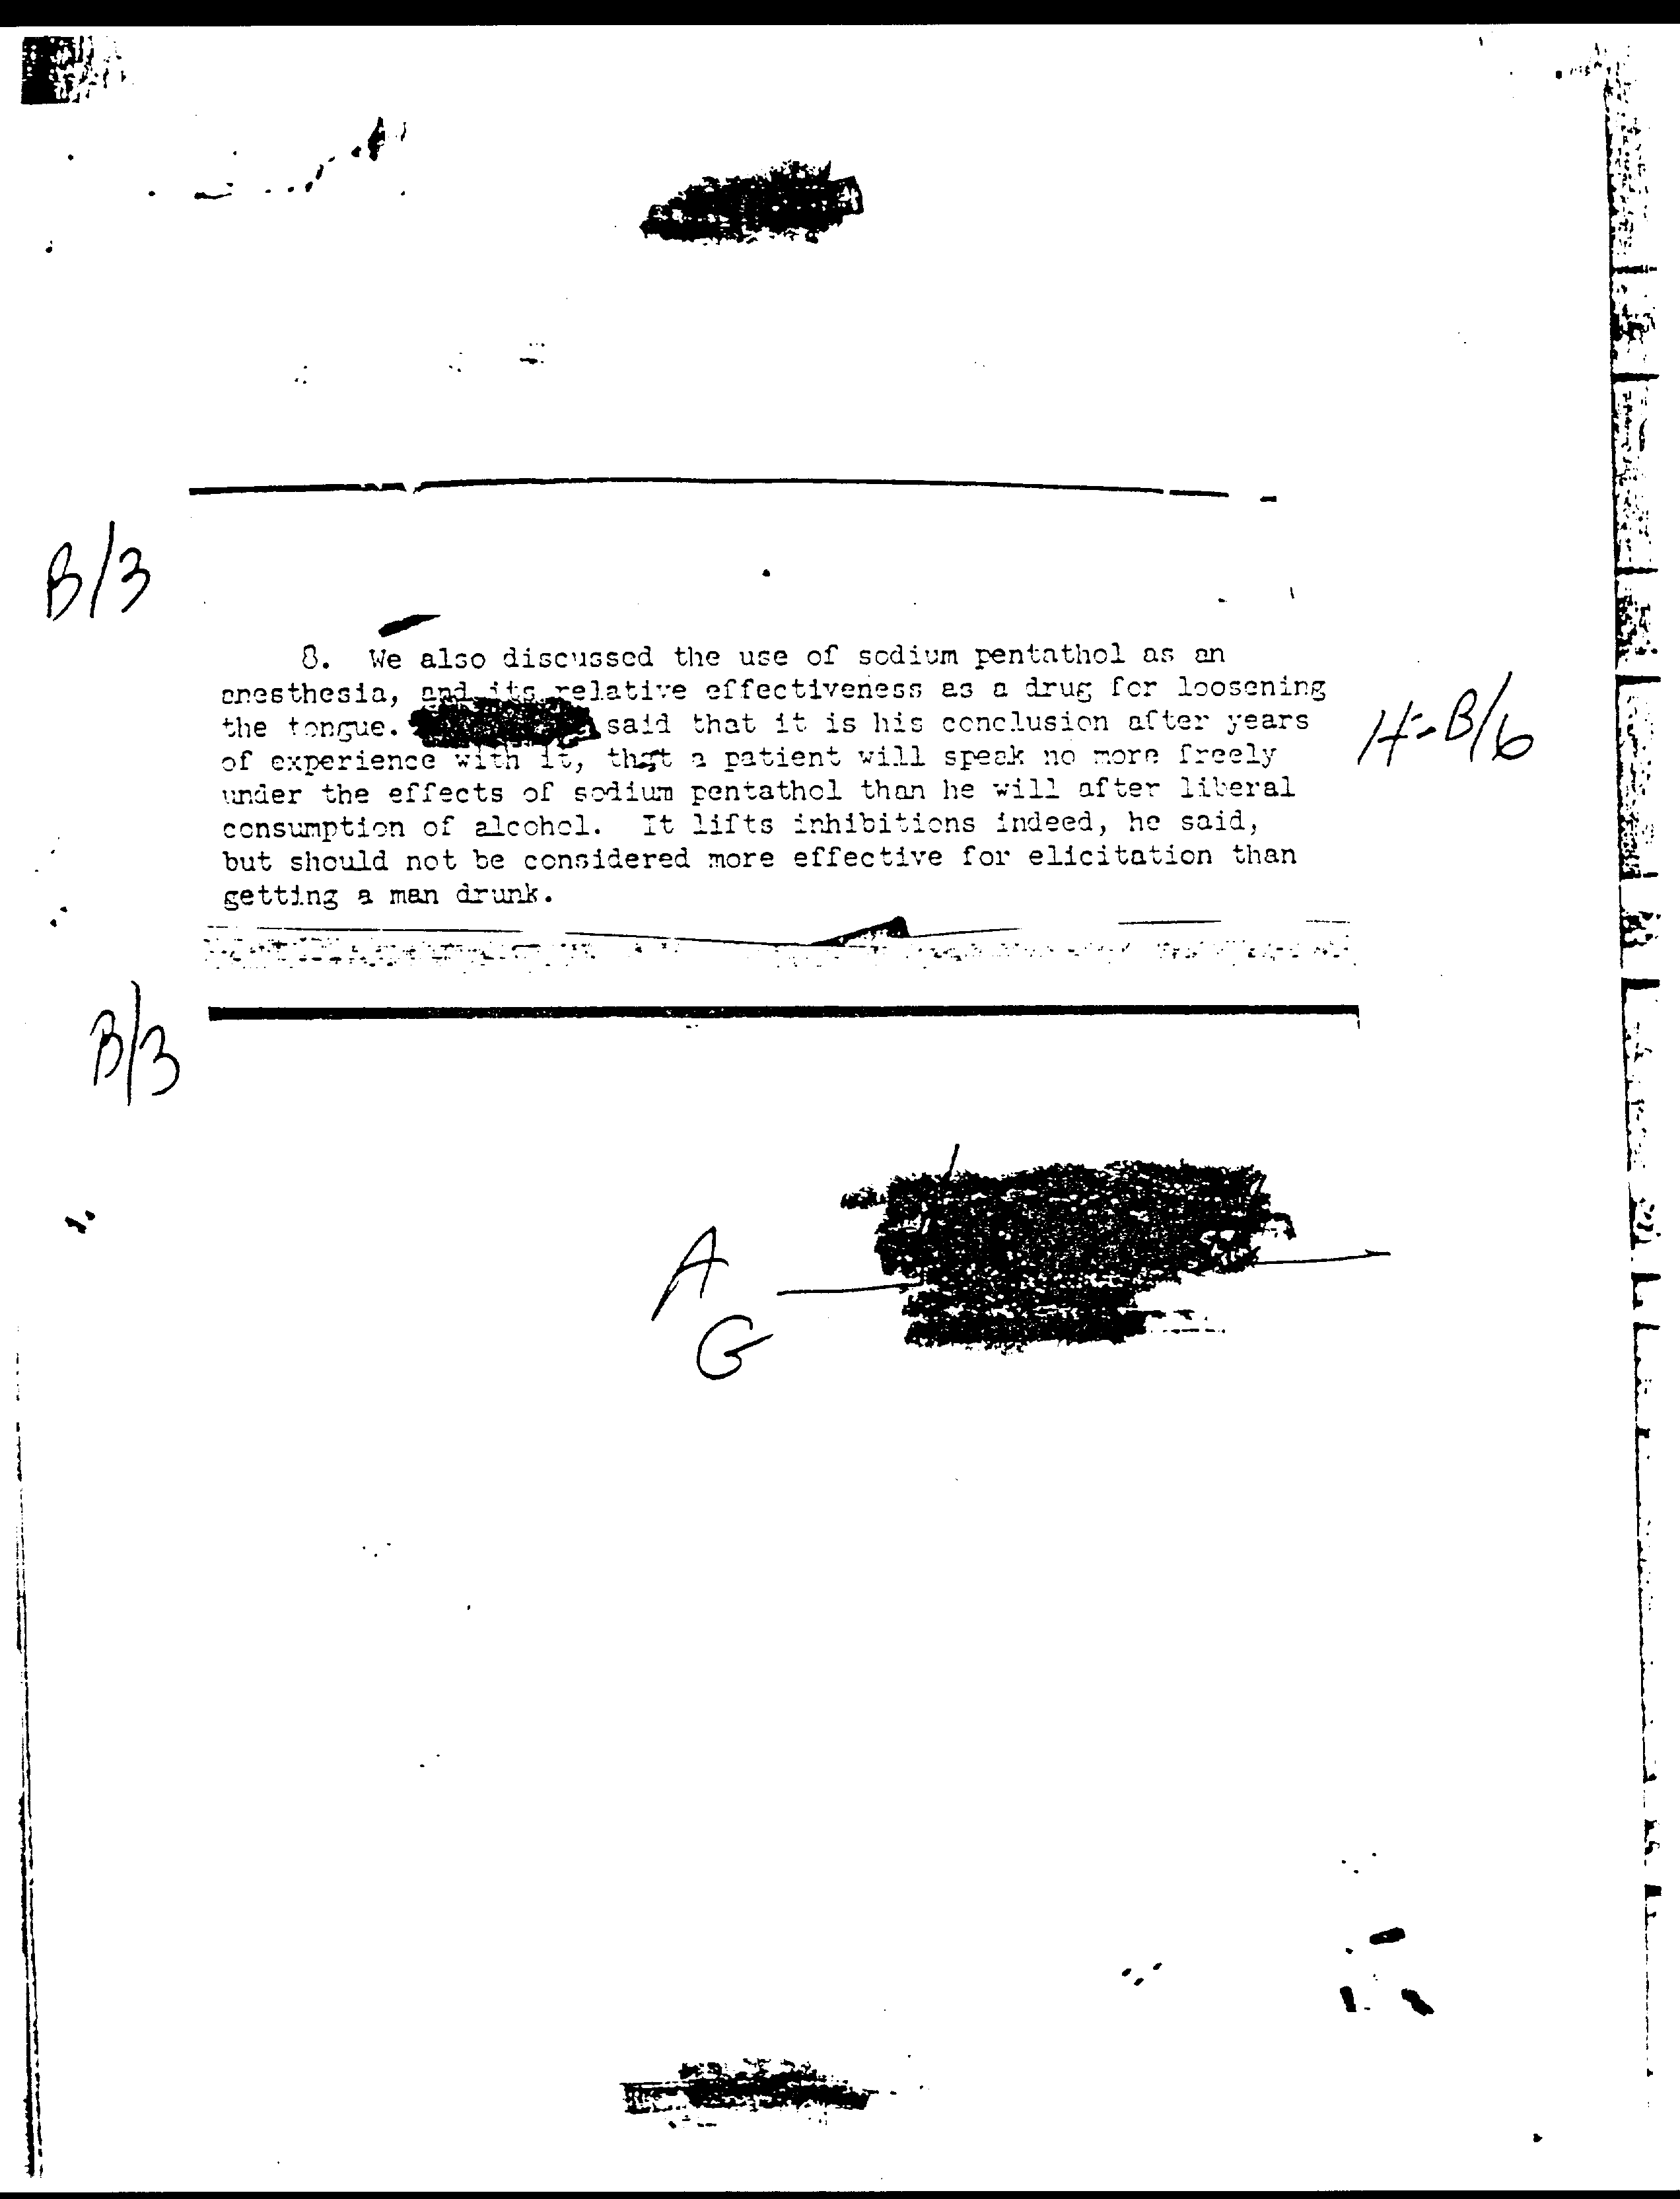 B/3
8. We also discussed the use of sodium pentathol as an
anesthesia, and its relative effectiveness as a drug for loosening
the tongue. said that it is his conclusion after years
H-B/6
of experience with it, that a patient will speak no more freely
under the effects of sodium pentathol than he will after liberal
consumption of alcohol. It lifts inhibitions indeed, he said,
but should not be considered more effective for elicitation than
getting a man drunk.
B/3
A
G